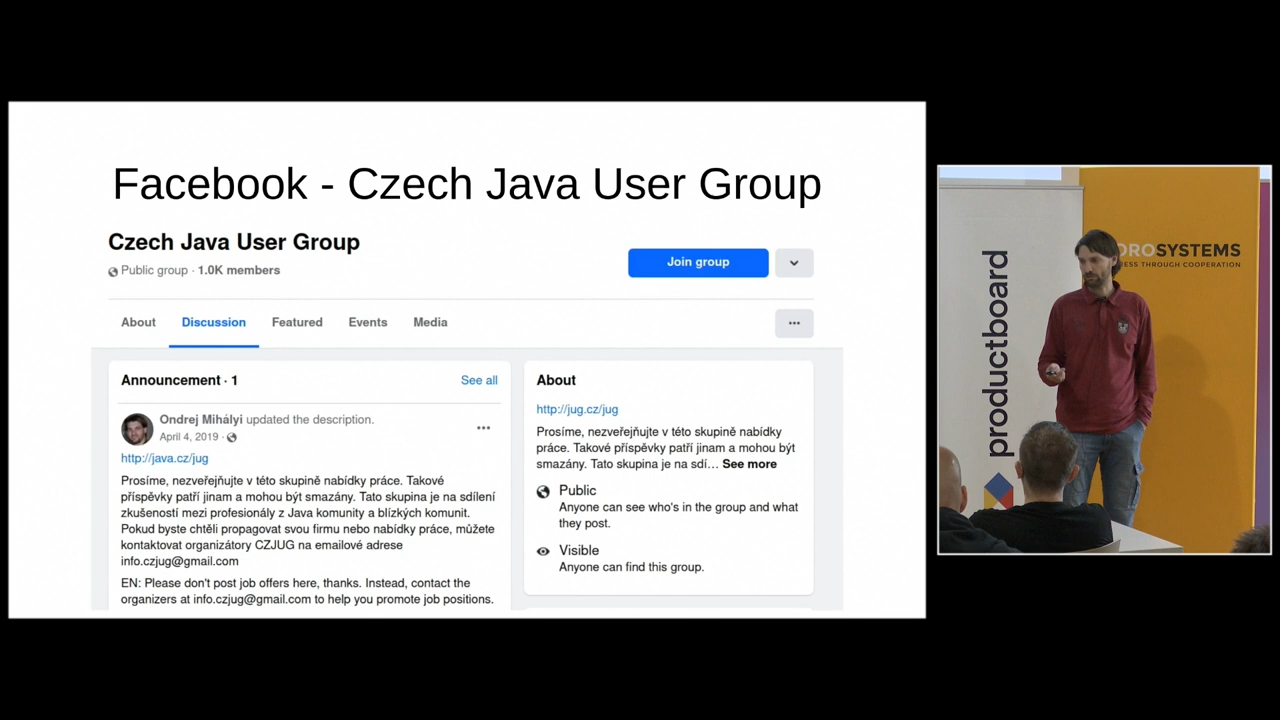 Facebook - Czech Java User Group
Czech Java User Group
Public group · 1.0K members
Join group
About
Discussion
Featured
Events
Media
Announcement · 1
See all
Ondrej Mihályi updated the description.
April 4, 2019 ·
http://java.cz/jug
Prosíme, nezveřejňujte v této skupině nabídky práce. Takové
příspěvky patří jinam a mohou být smazány. Tato skupina je na sdílení
zkušeností mezi profesionály z Java komunity a blízkých komunit.
Pokud byste chtěli propagovat svou firmu nebo nabídky práce, můžete
kontaktovat organizátory CZJUG na emailové adrese
info.czjug@gmail.com
EN: Please don't post job offers here, thanks. Instead, contact the
organizers at info.czjug@gmail.com to help you promote job positions.
About
http://jug.cz/jug
Prosíme, nezveřejňujte v této skupině nabídky
práce. Takové příspěvky patří jinam a mohou být
smazány. Tato skupina je na sdí… See more
Public
Anyone can see who's in the group and what
they post.
Visible
Anyone can find this group.
productboard
OROSYSTEMS
THROUGH COOPERATION